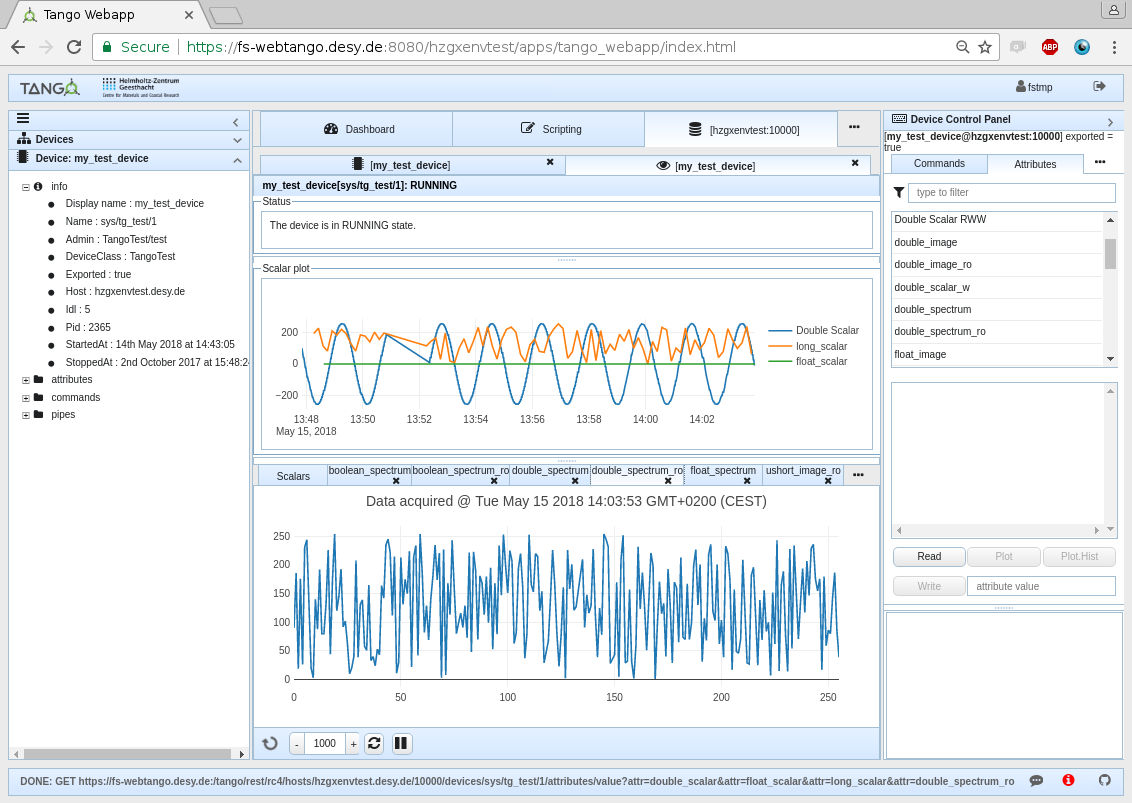 Tango Webapp
Secure https://fs-webtango.desy.de:8080/hzgxenvtest/apps/tango_webapp/index.html
ABP
TANGO
Helmholtz-Zentrum
Geesthacht
Centre for Materials and Coastal Research
fstmp
Devices
Device: my_test_device
info
Display name : my_test_device
Name : sys/tg_test/1
Admin : TangoTest/test
DeviceClass : TangoTest
Exported : true
Host : hzgxenvtest.desy.de
Idl : 5
Pid : 2365
StartedAt : 14th May 2018 at 14:43:05
StoppedAt : 2nd October 2017 at 15:48:24
attributes
commands
pipes
Dashboard Scripting [hzgxenvtest:10000]
[my_test_device] [my_test_device]
my_test_device[sys/tg_test/1]: RUNNING
Status
The device is in RUNNING state.
Scalar plot
200
0
−200
13:48 13:50 13:52 13:54 13:56 13:58 14:00 14:02
May 15, 2018
Double Scalar
long_scalar
float_scalar
Scalars boolean_spectrum boolean_spectrum_ro double_spectrum double_spectrum_ro float_spectrum ushort_image_ro
Data acquired @ Tue May 15 2018 14:03:53 GMT+0200 (CEST)
250
200
150
100
50
0
0 50 100 150 200 250
- 1000 +
Device Control Panel
[my_test_device@hzgxenvtest:10000] exported =
true
Commands Attributes
type to filter
Double Scalar RWW
double_image
double_image_ro
double_scalar_w
double_spectrum
double_spectrum_ro
float_image
Read Plot Plot.Hist
Write attribute value
DONE: GET https://fs-webtango.desy.de:/tango/rest/rc4/hosts/hzgxenvtest.desy.de/10000/devices/sys/tg_test/1/attributes/value?attr=double_scalar&attr=float_scalar&attr=long_scalar&attr=double_spectrum_ro